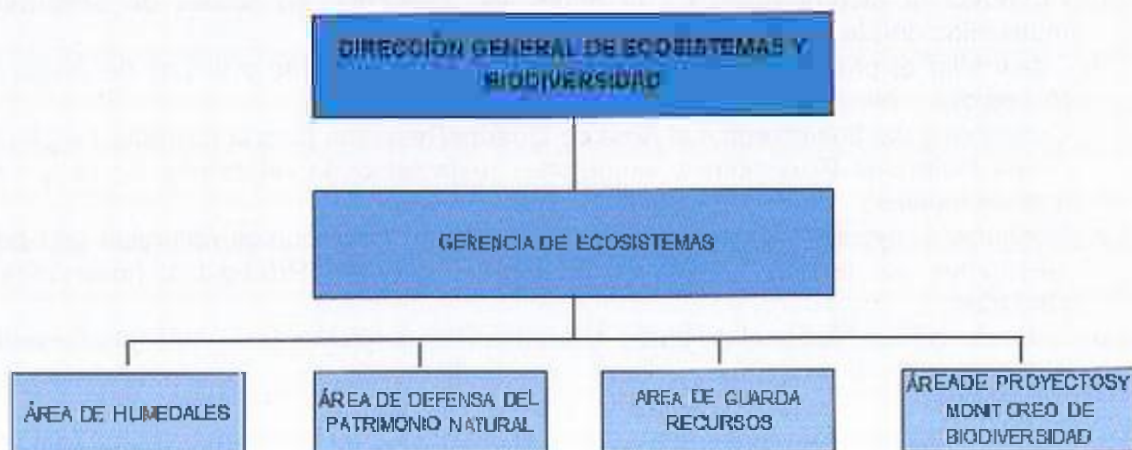 DIRECCIÓN GENERAL DE ECOSISTEMAS Y
BIODIVERSIDAD
GERENCIA DE ECOSISTEMAS
ÁREA DE HUMEDALES
ÁREA DE DEFENSA DEL
PATRIMONIO NATURAL
AREA DE GUARDA
RECURSOS
ÁREADE PROYECTOSY
MONITOREO DE
BIODIVERSIDAD